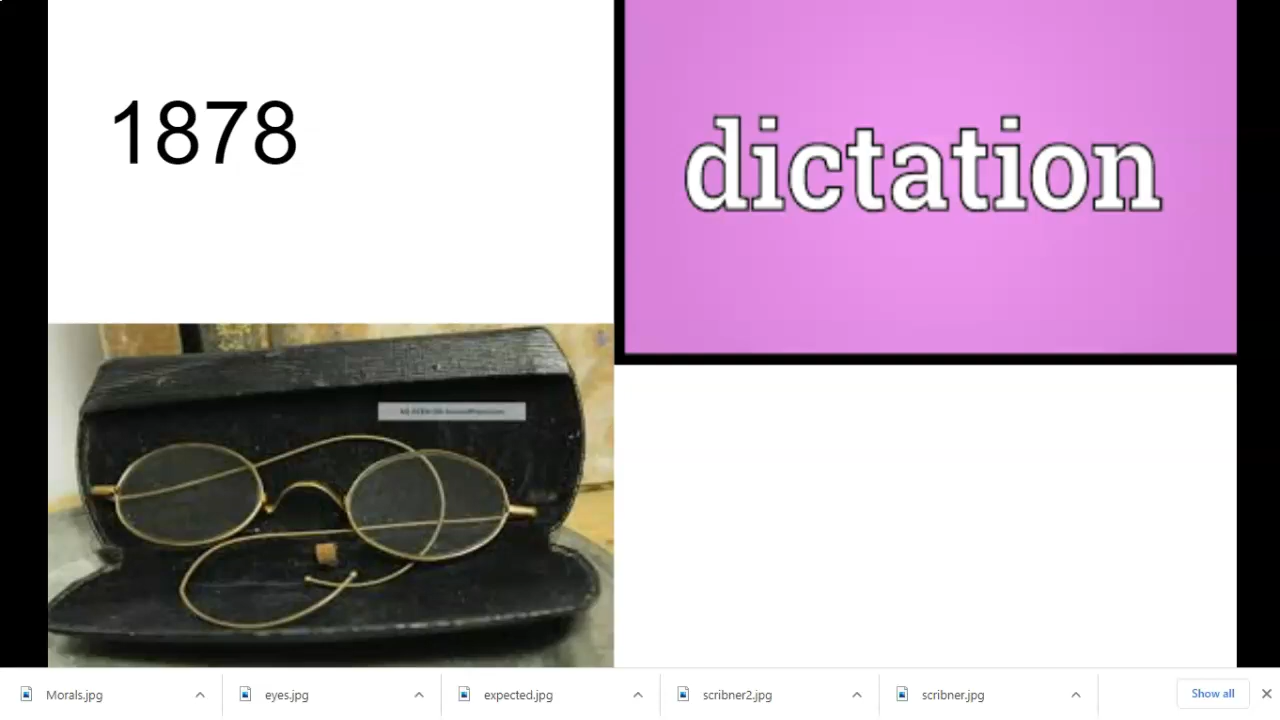 1878
dictation
Morals.jpg
eyes.jpg
expected.jpg
scribner2.jpg
scribner.jpg
Show all